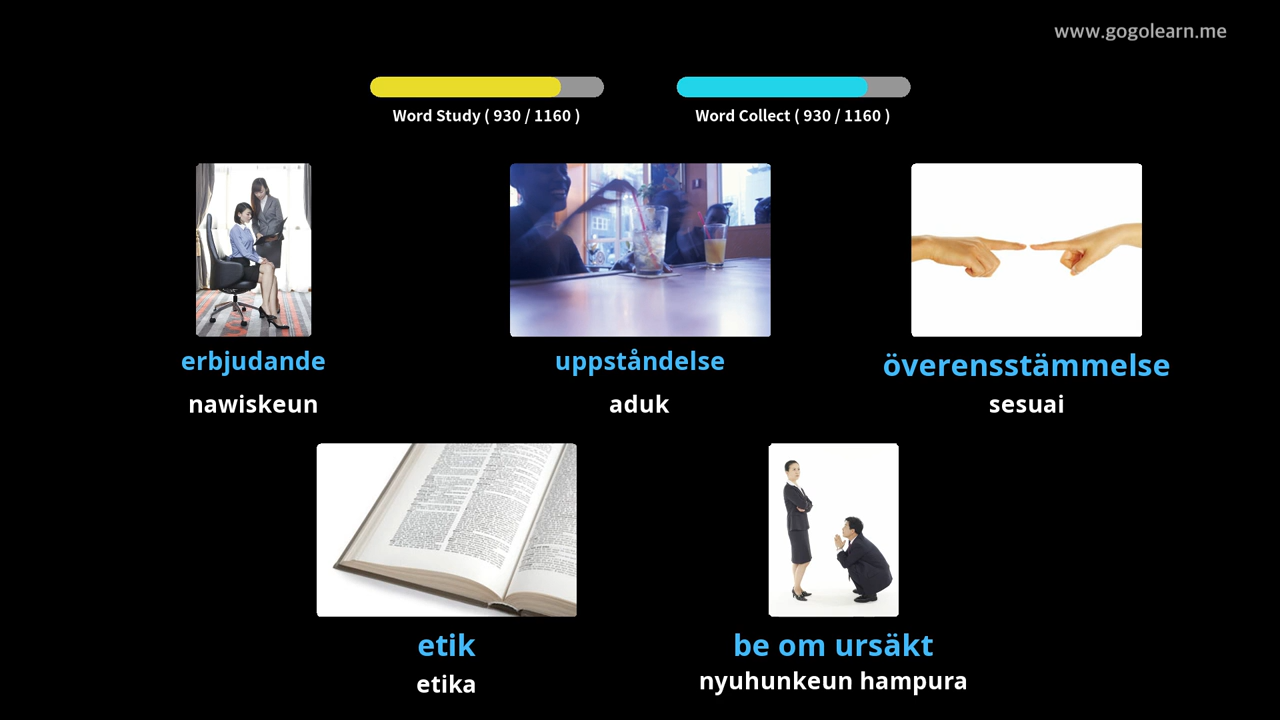 www.gogolearn.me
Word Study ( 930 / 1160 )
Word Collect ( 930 / 1160 )
erbjudande
nawiskeun
uppståndelse
aduk
överensstämmelse
sesuai
etik
etika
be om ursäkt
nyuhunkeun hampura